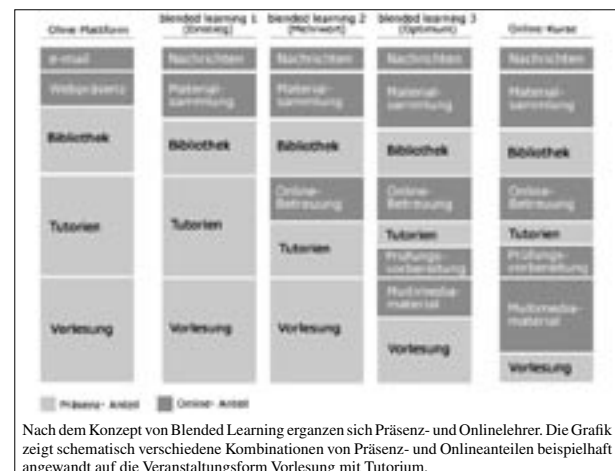 Ohne Plattform
blended learning 1
(Einstieg)
blended learning 2
(Mehrwert)
blended learning 3
(Optimum)
Online-Kurse
e-mail
Webpräsenz
Bibliothek
Tutorien
Vorlesung
Nachrichten
Material-
sammlung
Bibliothek
Tutorien
Vorlesung
Nachrichten
Material-
sammlung
Bibliothek
Online-
Betreuung
Tutorien
Vorlesung
Nachrichten
Material-
sammlung
Bibliothek
Online-
Betreuung
Tutorien
Prüfungs-
vorbereitung
Multimedia-
material
Vorlesung
Nachrichten
Material-
sammlung
Bibliothek
Online-
Betreuung
Tutorien
Prüfungs-
vorbereitung
Multimedia-
material
Vorlesung
Präsenz- Anteil
Online- Anteil
Nach dem Konzept von Blended Learning erganzen sich Präsenz- und Onlinelehrer. Die Grafik
zeigt schematisch verschiedene Kombinationen von Präsenz- und Onlineanteilen beispielhaft
angewandt auf die Veranstaltungsform Vorlesung mit Tutorium.